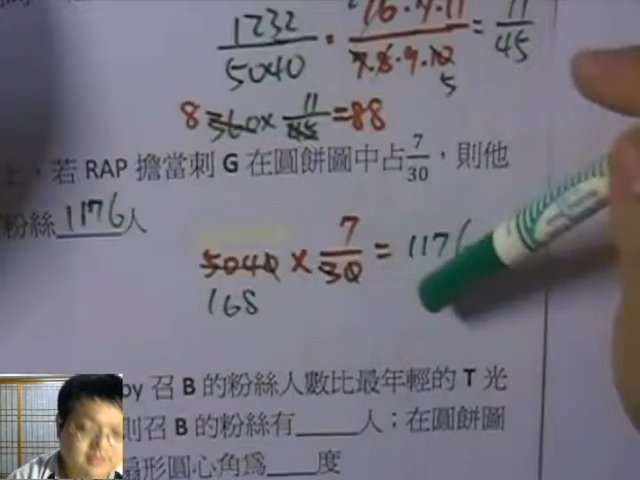 1232/5040 = 16·7·11/7·8·9·10 = 11/45
5
8 360 × 11/45 = 88
上，若 RAP 擔當刺 G 在圓餅圖中占 7/30，則他
粉絲 1176 人
5040 × 7/30 = 1176
168
oy 召 B 的粉絲人數比最年輕的 T 光
則召 B 的粉絲有____人；在圓餅圖
扇形圓心角為____度